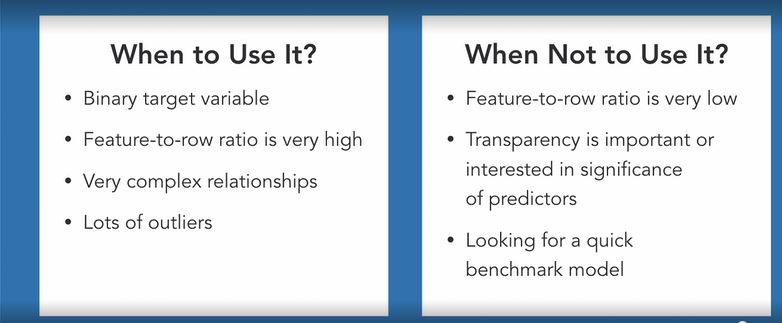 When to Use It?
• Binary target variable
• Feature-to-row ratio is very high
• Very complex relationships
• Lots of outliers
When Not to Use It?
• Feature-to-row ratio is very low
• Transparency is important or
interested in significance
of predictors
• Looking for a quick
benchmark model